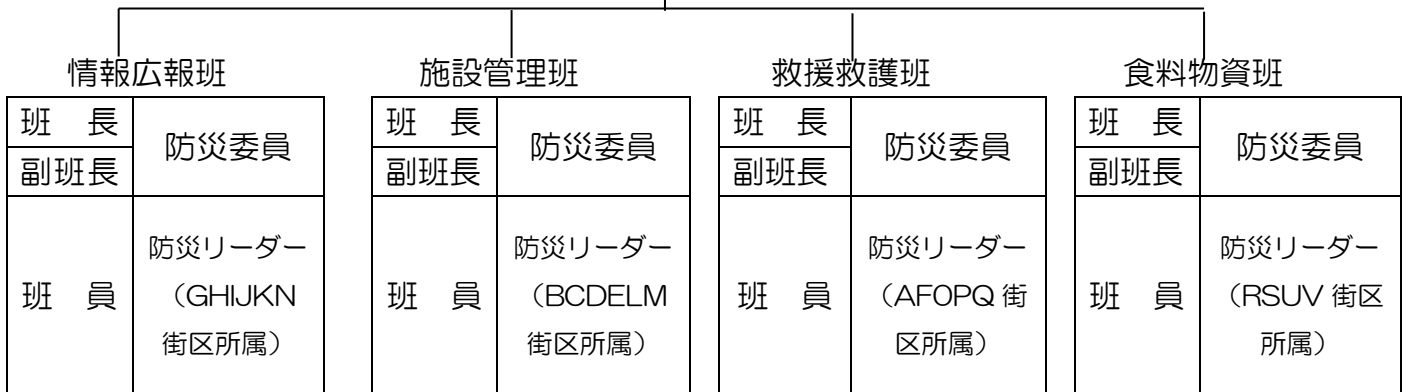 情報広報班
班　長
副班長
防災委員
班　員
防災リーダー
（GHIJKN
街区所属）
施設管理班
班　長
副班長
防災委員
班　員
防災リーダー
（BCDELM
街区所属）
救援救護班
班　長
副班長
防災委員
班　員
防災リーダー
（AFOPQ 街
区所属）
食料物資班
班　長
副班長
防災委員
班　員
防災リーダー
（RSUV 街区
所属）